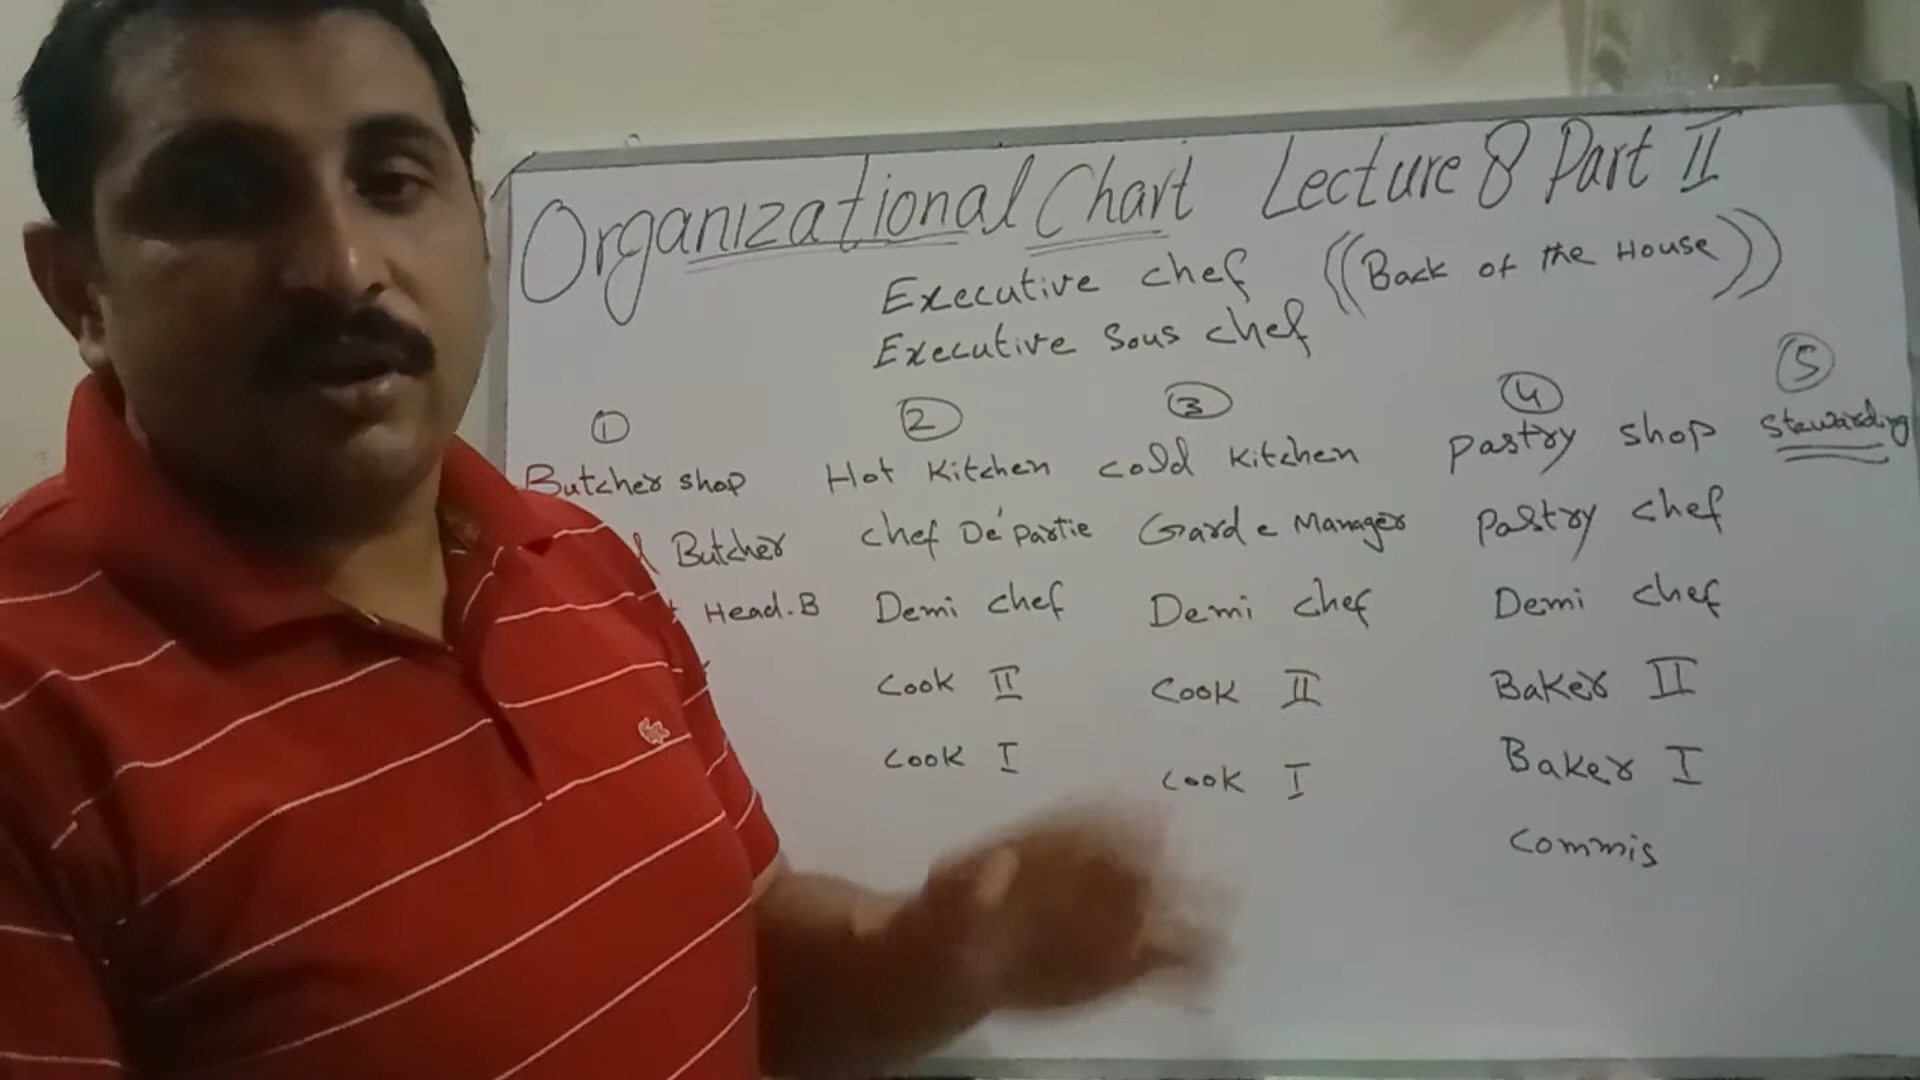 Organizational Chart Lecture 8 Part II
Executive chef ((Back of the House))
Executive Sous chef
1 2 3 4 5
Butcher shop Hot Kitchen cold Kitchen Pastry shop Stewarding
Butcher chef De' partie Garde Manager Pastry chef
Head.B Demi chef Demi chef Demi chef
Cook II Cook II Baker II
Cook I Cook I Baker I
Commis